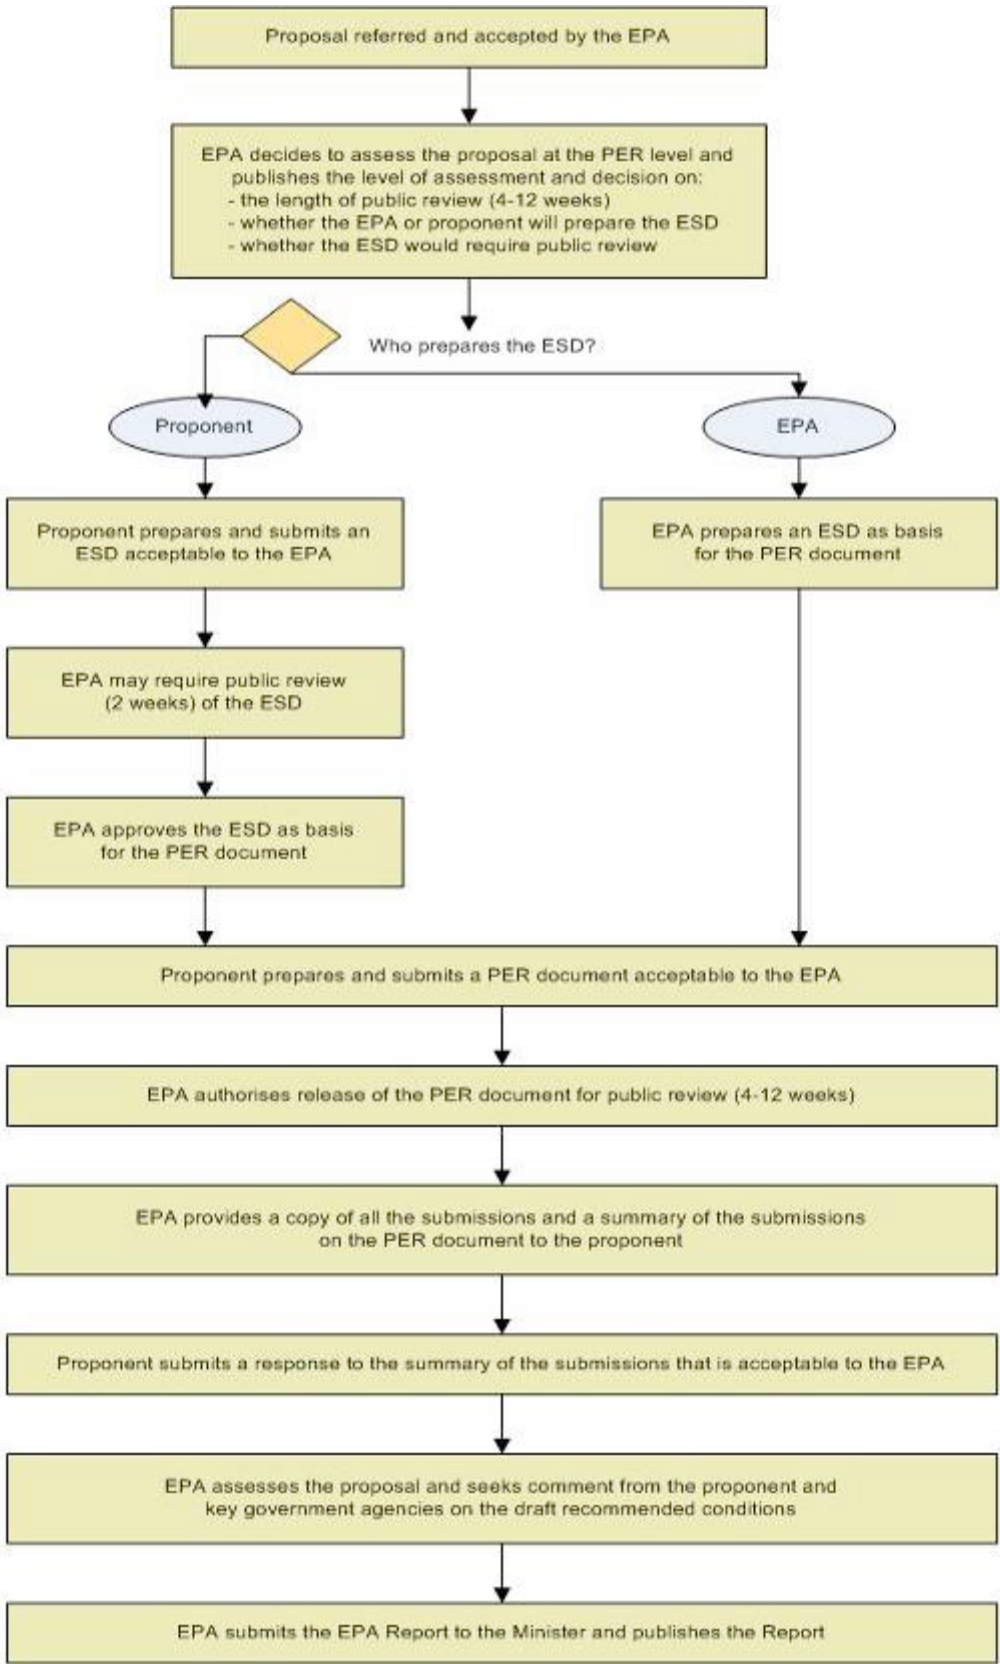 Proposal referred and accepted by the EPA
EPA decides to assess the proposal at the PER level and
publishes the level of assessment and decision on:
- the length of public review (4-12 weeks)
- whether the EPA or proponent will prepare the ESD
- whether the ESD would require public review
Who prepares the ESD?
Proponent
EPA
Proponent prepares and submits an
ESD acceptable to the EPA
EPA prepares an ESD as basis
for the PER document
EPA may require public review
(2 weeks) of the ESD
EPA approves the ESD as basis
for the PER document
Proponent prepares and submits a PER document acceptable to the EPA
EPA authorises release of the PER document for public review (4-12 weeks)
EPA provides a copy of all the submissions and a summary of the submissions
on the PER document to the proponent
Proponent submits a response to the summary of the submissions that is acceptable to the EPA
EPA assesses the proposal and seeks comment from the proponent and
key government agencies on the draft recommended conditions
EPA submits the EPA Report to the Minister and publishes the Report